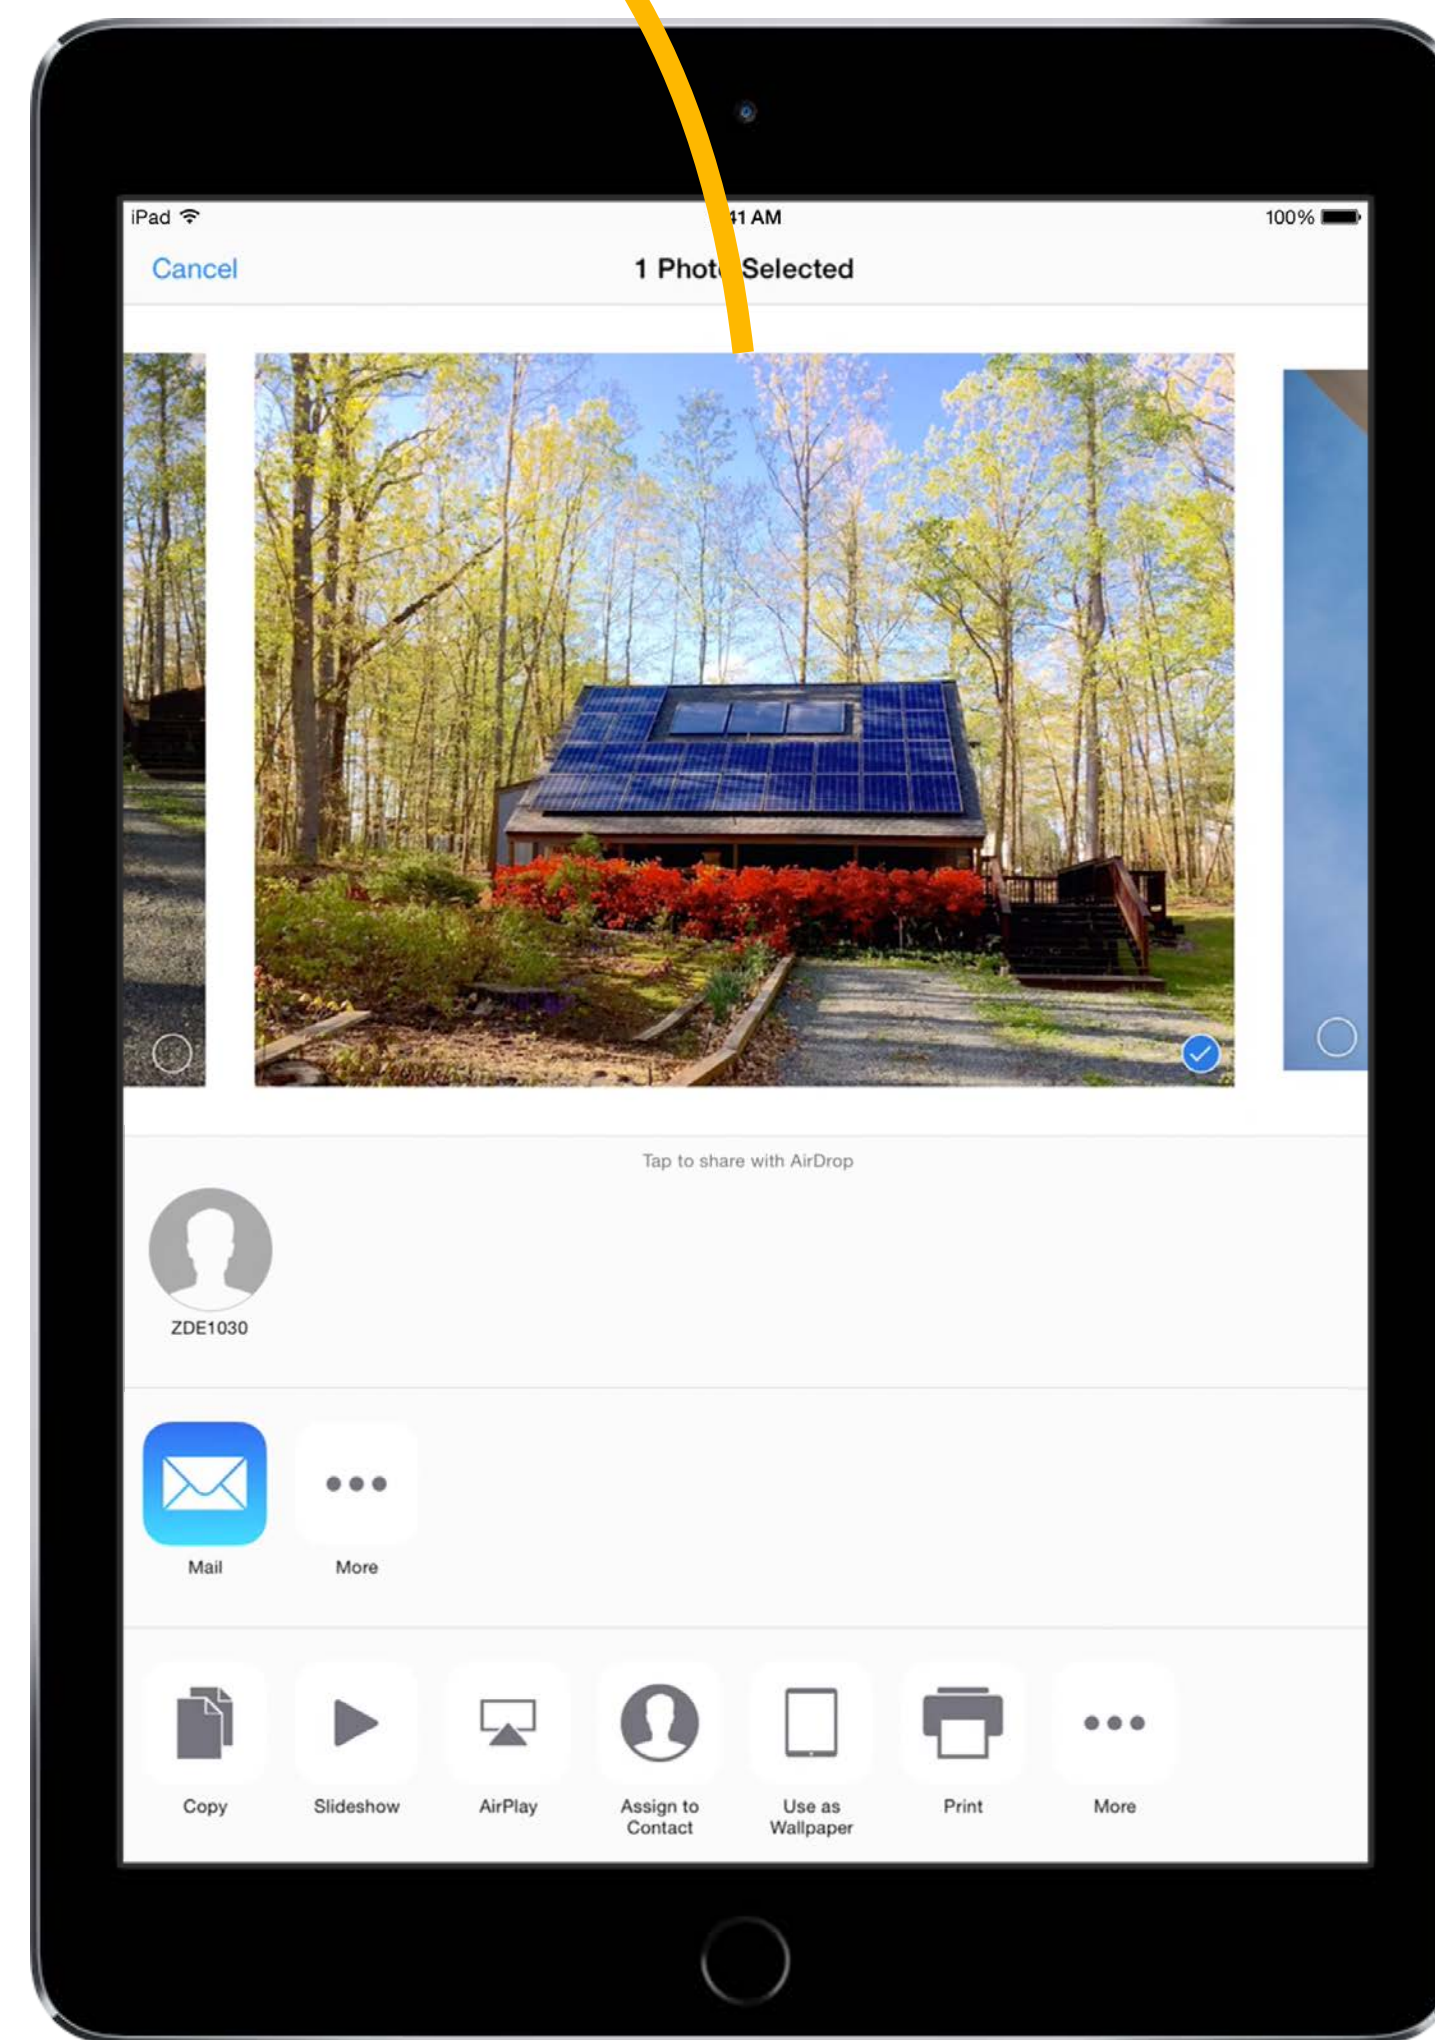 iPad
41 AM
100%
Cancel
1 Photo Selected
Tap to share with AirDrop
ZDE1030
Mail
More
Copy
Slideshow
AirPlay
Assign to
Contact
Use as
Wallpaper
Print
More